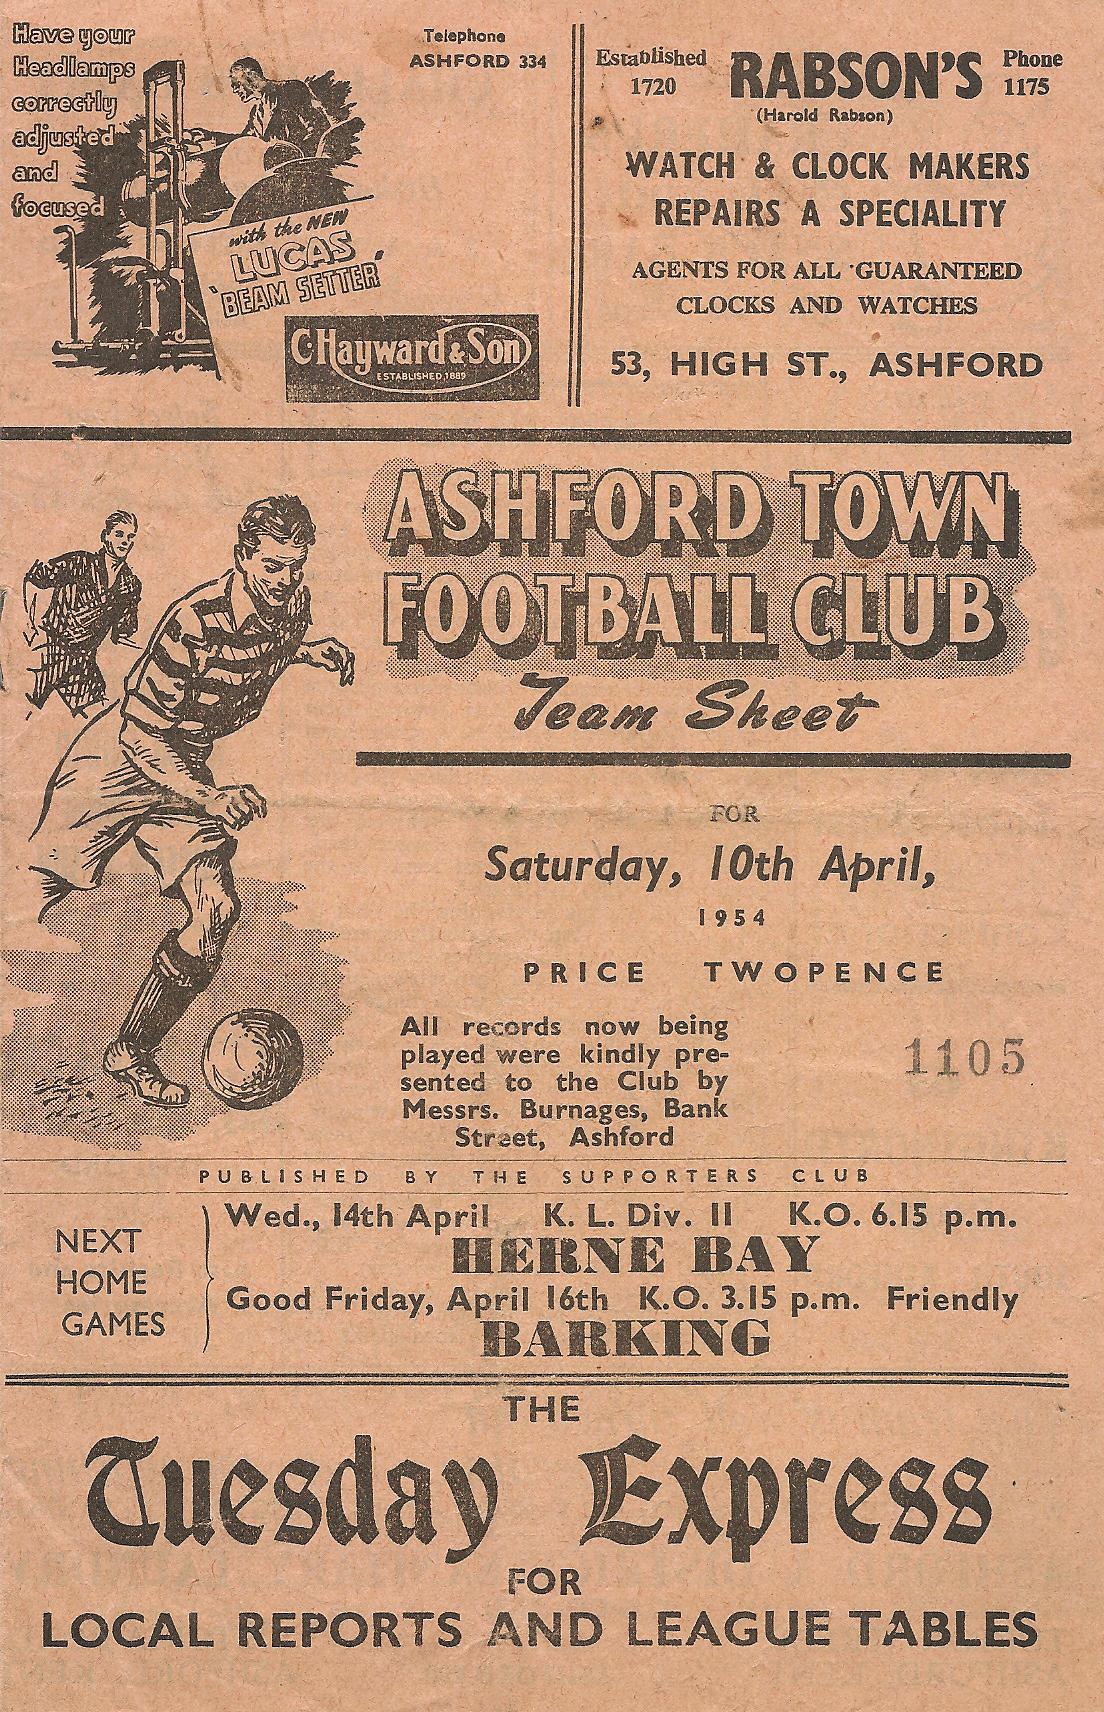 Have your
Headlamps
correctly
adjusted
and
focused
with the NEW
LUCAS
'BEAM SETTER'
Telephone
ASHFORD 334
C. Hayward & Son
ESTABLISHED 1889
Established
1720
RABSON'S
(Harold Rabson)
Phone
1175
WATCH & CLOCK MAKERS
REPAIRS A SPECIALITY
AGENTS FOR ALL GUARANTEED
CLOCKS AND WATCHES
53, HIGH ST., ASHFORD
ASHFORD TOWN
FOOTBALL CLUB
Team Sheet
FOR
Saturday, 10th April,
1954
PRICE TWOPENCE
All records now being
played were kindly pre-
sented to the Club by
Messrs. Burnages, Bank
Street, Ashford
1105
PUBLISHED BY THE SUPPORTERS CLUB
NEXT
HOME
GAMES
Wed., 14th April K. L. Div. II K.O. 6.15 p.m.
HERNE BAY
Good Friday, April 16th K.O. 3.15 p.m. Friendly
BARKING
THE
Tuesday Express
FOR
LOCAL REPORTS AND LEAGUE TABLES